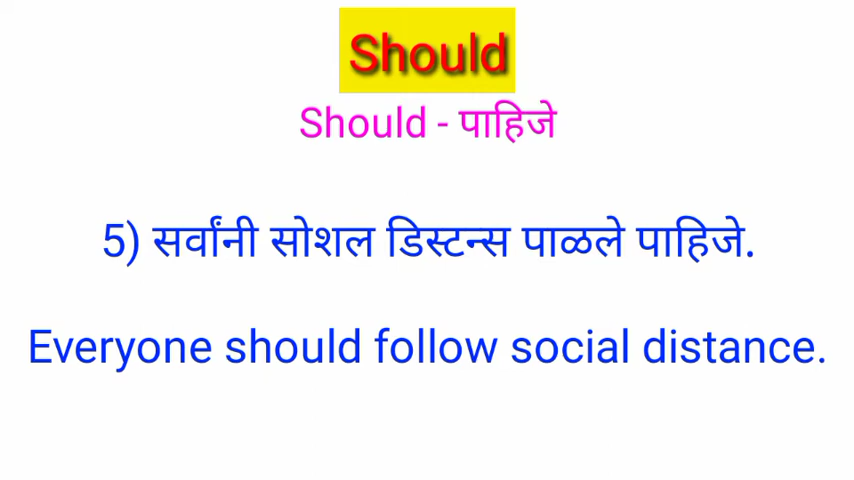 Should
Should - पाहिजे
5) सर्वांनी सोशल डिस्टन्स पाळले पाहिजे.
Everyone should follow social distance.